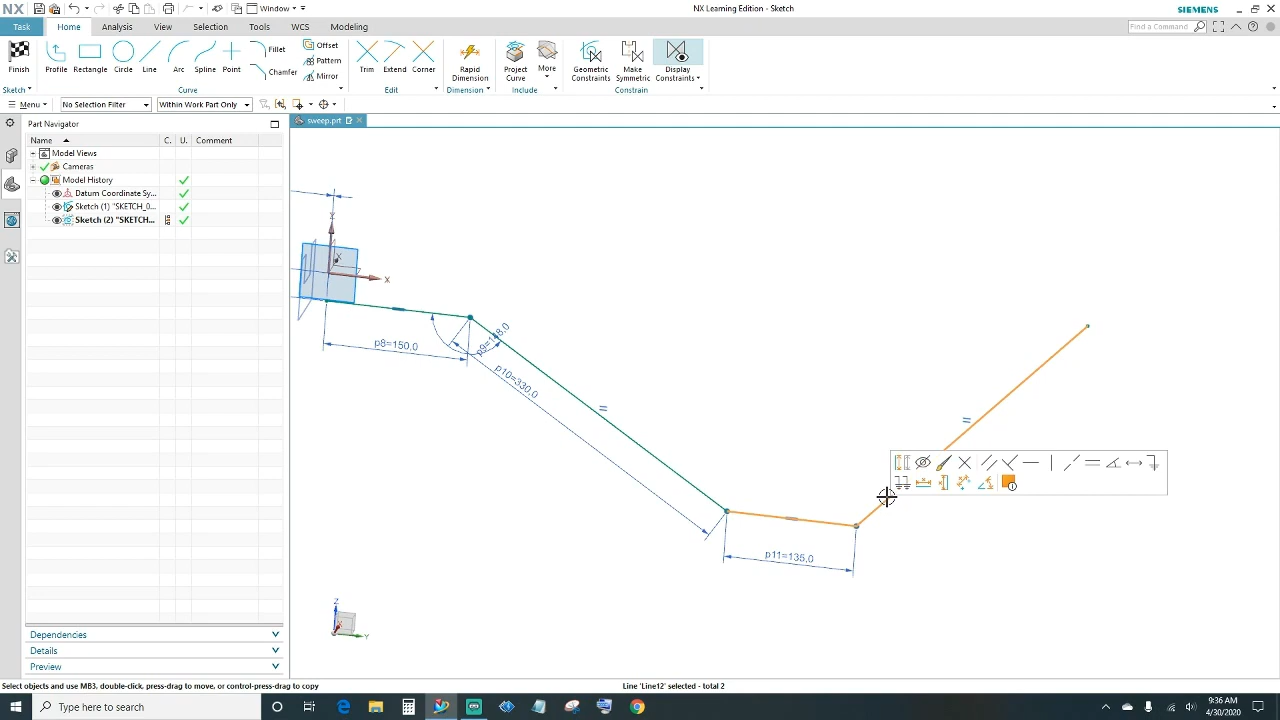 NX
Window
NX Learning Edition - Sketch
SIEMENS
Task
Home
Analysis
View
Selection
Tools
WCS
Modeling
Find a Command
Finish
Profile
Rectangle
Circle
Line
Arc
Spline
Point
Fillet
Chamfer
Offset
Pattern
Mirror
Trim
Extend
Corner
Rapid
Dimension
Project
Curve
More
Geometric
Constraints
Make
Symmetric
Display
Constraints
Sketch
Curve
Edit
Dimension
Include
Constrain
Menu
No Selection Filter
Within Work Part Only
Part Navigator
sweep.prt
Name
C.
U.
Comment
Model Views
Cameras
Model History
Datum Coordinate Sy...
Sketch (1) "SKETCH_0...
Sketch (2) "SKETCH...
X
p8=150,0
p10=330,0
p11=135,0
Z
Y
Dependencies
Details
Preview
Select objects and use MB3, double-click, press-drag to move, or control-press-drag to copy
Line 'Line12' selected - total 2
Type here to search
9:36 AM
4/30/2020